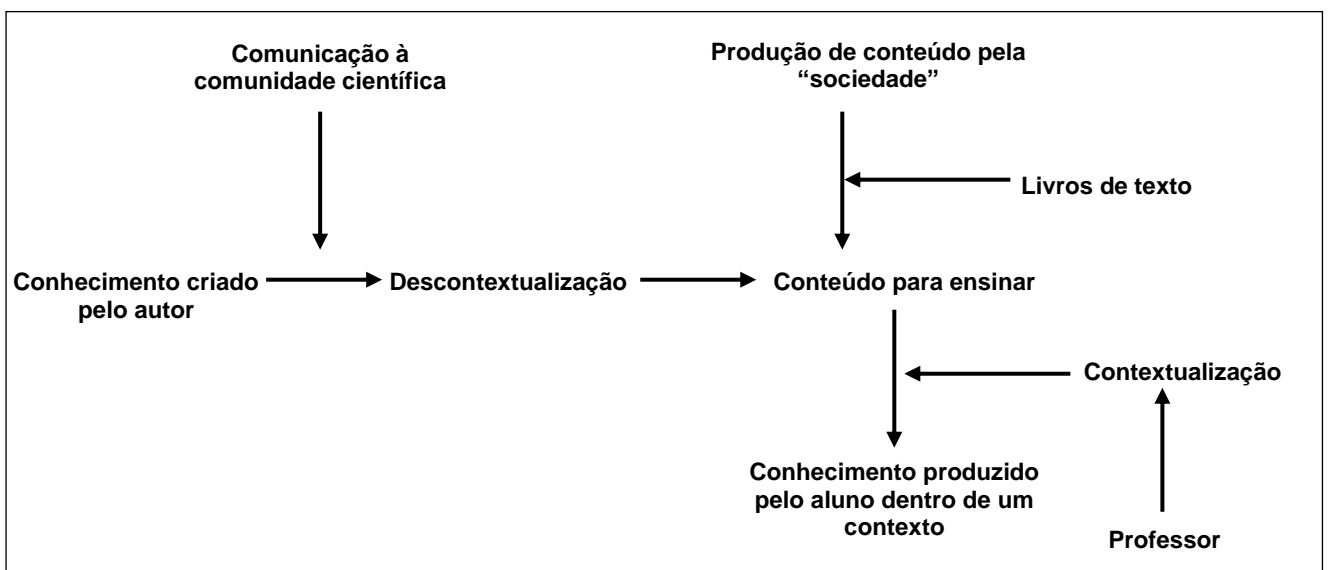 Comunicação à
comunidade científica
Produção de conteúdo pela
“sociedade”
Livros de texto
Conhecimento criado
pelo autor
Descontextualização
Conteúdo para ensinar
Contextualização
Conhecimento produzido
pelo aluno dentro de um
contexto
Professor